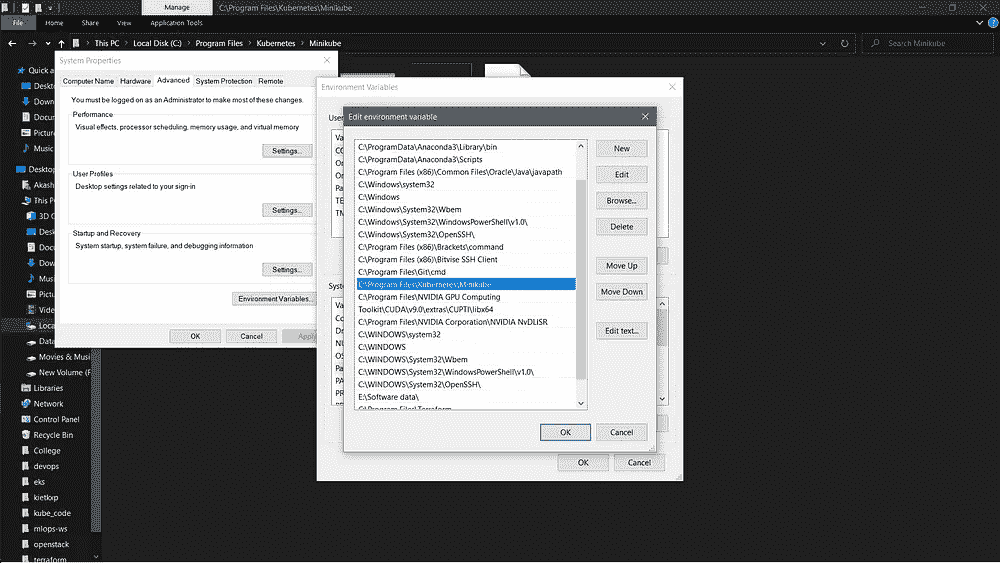 Manage
C:\Program Files\Kubernetes\Minikube
File
Home
Share
View
Application Tools
This PC
Local Disk (C:)
Program Files
Kubernetes
Minikube
Search Minikube
Quick a
Deskto
Down
Docum
Picture
Music
Desktop
Akash
This PC
3D O
Deskt
Docu
Dow
Musi
Pictu
Video
Loca
Data
Movies & Musi
New Volume (F
Libraries
Network
Control Panel
Recycle Bin
College
devops
eks
kietkxp
kube_code
mlops-ws
openstack
terraform
System Properties
Computer Name
Hardware
Advanced
System Protection
Remote
You must be logged on as an Administrator to make most of these changes.
Performance
Visual effects, processor scheduling, memory usage, and virtual memory
Settings...
User Profiles
Desktop settings related to your sign-in
Settings...
Startup and Recovery
System startup, system failure, and debugging information
Settings...
Environment Variables...
OK
Cancel
Apply
Environment Variables
User
Va
Or
Or
Pa
TE
TM
Syste
Va
Co
Dr
NU
OS
Pa
PA
PR
Edit environment variable
C:\ProgramData\Anaconda3\Library\bin
C:\ProgramData\Anaconda3\Scripts
C:\Program Files (x86)\Common Files\Oracle\Java\javapath
C:\Windows\system32
C:\Windows
C:\Windows\System32\Wbem
C:\Windows\System32\WindowsPowerShell\v1.0\
C:\Windows\System32\OpenSSH\
C:\Program Files (x86)\Brackets\command
C:\Program Files (x86)\Bitvise SSH Client
C:\Program Files\Git\cmd
C:\Program Files\Kubernetes\Minikube
C:\Program Files\NVIDIA GPU Computing
Toolkit\CUDA\v9.0\extras\CUPTI\libx64
C:\Program Files\NVIDIA Corporation\NVIDIA NvDLISR
C:\WINDOWS\system32
C:\WINDOWS
C:\WINDOWS\System32\Wbem
C:\WINDOWS\System32\WindowsPowerShell\v1.0\
C:\WINDOWS\System32\OpenSSH\
E:\Software data\
C:\Program Files\Terraform
New
Edit
Browse...
Delete
Move Up
Move Down
Edit text...
OK
Cancel
OK
Cancel